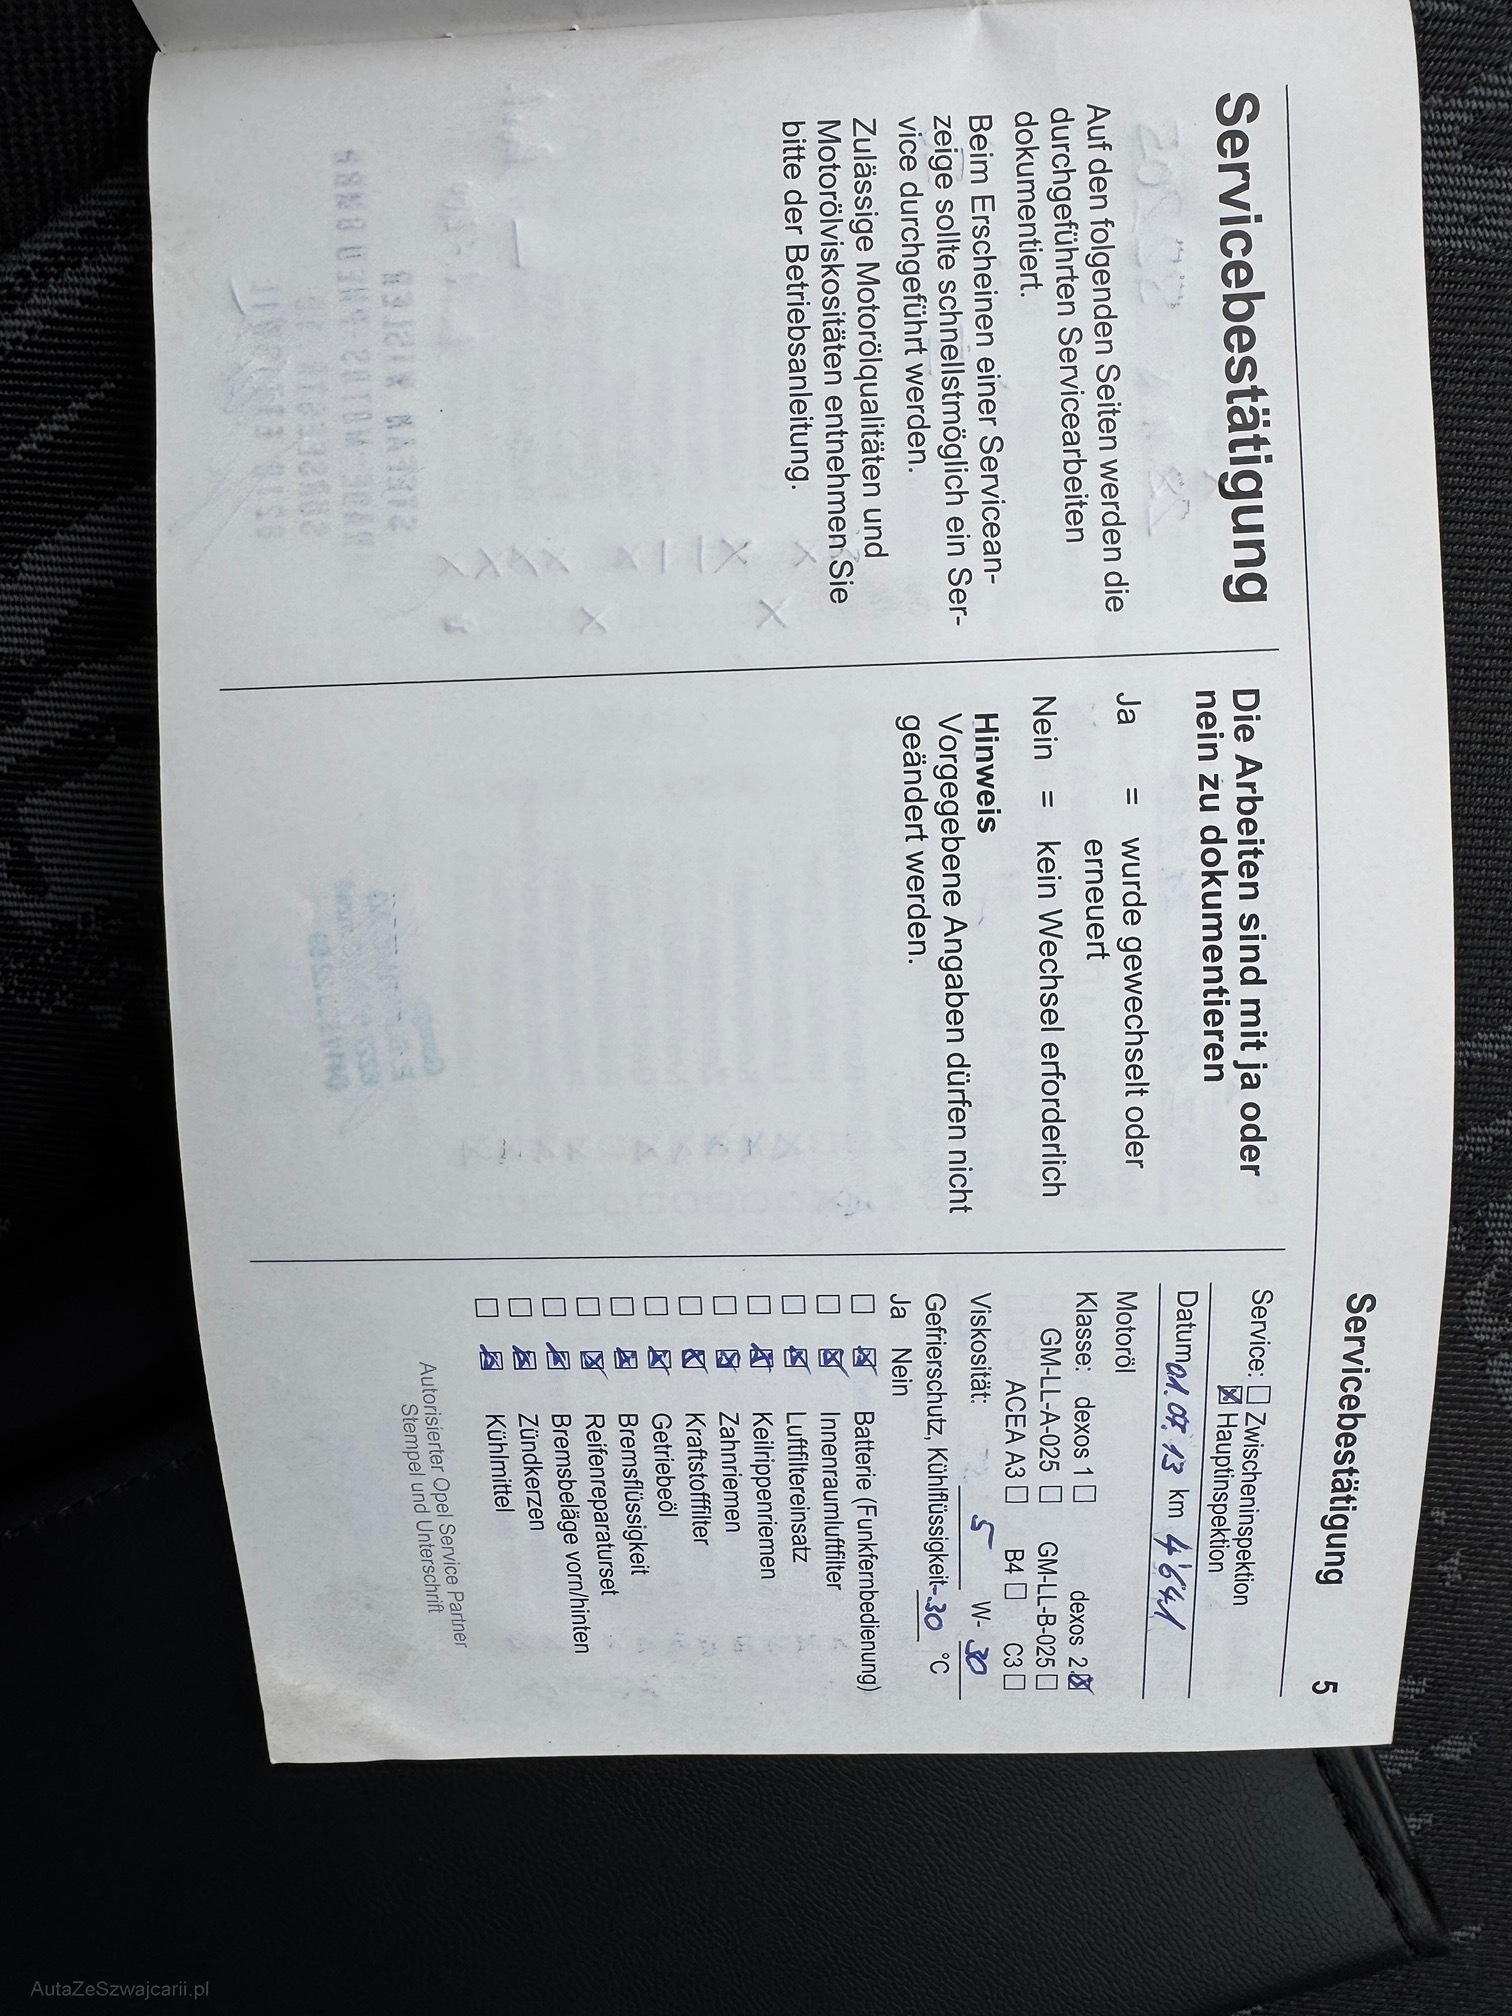 Servicebestätigung
5
Servicebestätigung
Auf den folgenden Seiten werden die
durchgeführten Servicearbeiten
dokumentiert.
Beim Erscheinen einer Servicean-
zeige sollte schnellstmöglich ein Ser-
vice durchgeführt werden.
Zulässige Motorölqualitäten und
Motorölviskositäten entnehmen Sie
bitte der Betriebsanleitung.
Die Arbeiten sind mit ja oder
nein zu dokumentieren
Ja = wurde gewechselt oder
erneuert
Nein = kein Wechsel erforderlich
Hinweis
Vorgegebene Angaben dürfen nicht
geändert werden.
Service: ☐ Zwischeninspektion
☒ Hauptinspektion
Datum 01.07.13 km 4'641
Motoröl
Klasse: dexos 1 ☐ dexos 2 ☒
GM-LL-A-025 ☐ GM-LL-B-025 ☐
ACEA A3 ☐ B4 ☐ C3 ☐
Viskosität: 5 W- 30
Gefrierschutz, Kühlflüssigkeit -30 °C
Ja Nein
☐ ☒ Batterie (Funkfernbedienung)
☐ ☒ Innenraumluftfilter
☐ ☒ Luftfiltereinsatz
☐ ☒ Keilrippenriemen
☐ ☒ Zahnriemen
☐ ☒ Kraftstofffilter
☐ ☒ Getriebeöl
☐ ☒ Bremsflüssigkeit
☐ ☒ Reifenreparaturset
☐ ☒ Bremsbeläge vorn/hinten
☐ ☒ Zündkerzen
☐ ☒ Kühlmittel
Autorisierter Opel Service Partner
Stempel und Unterschrift
AutaZeSzwajcarii.pl